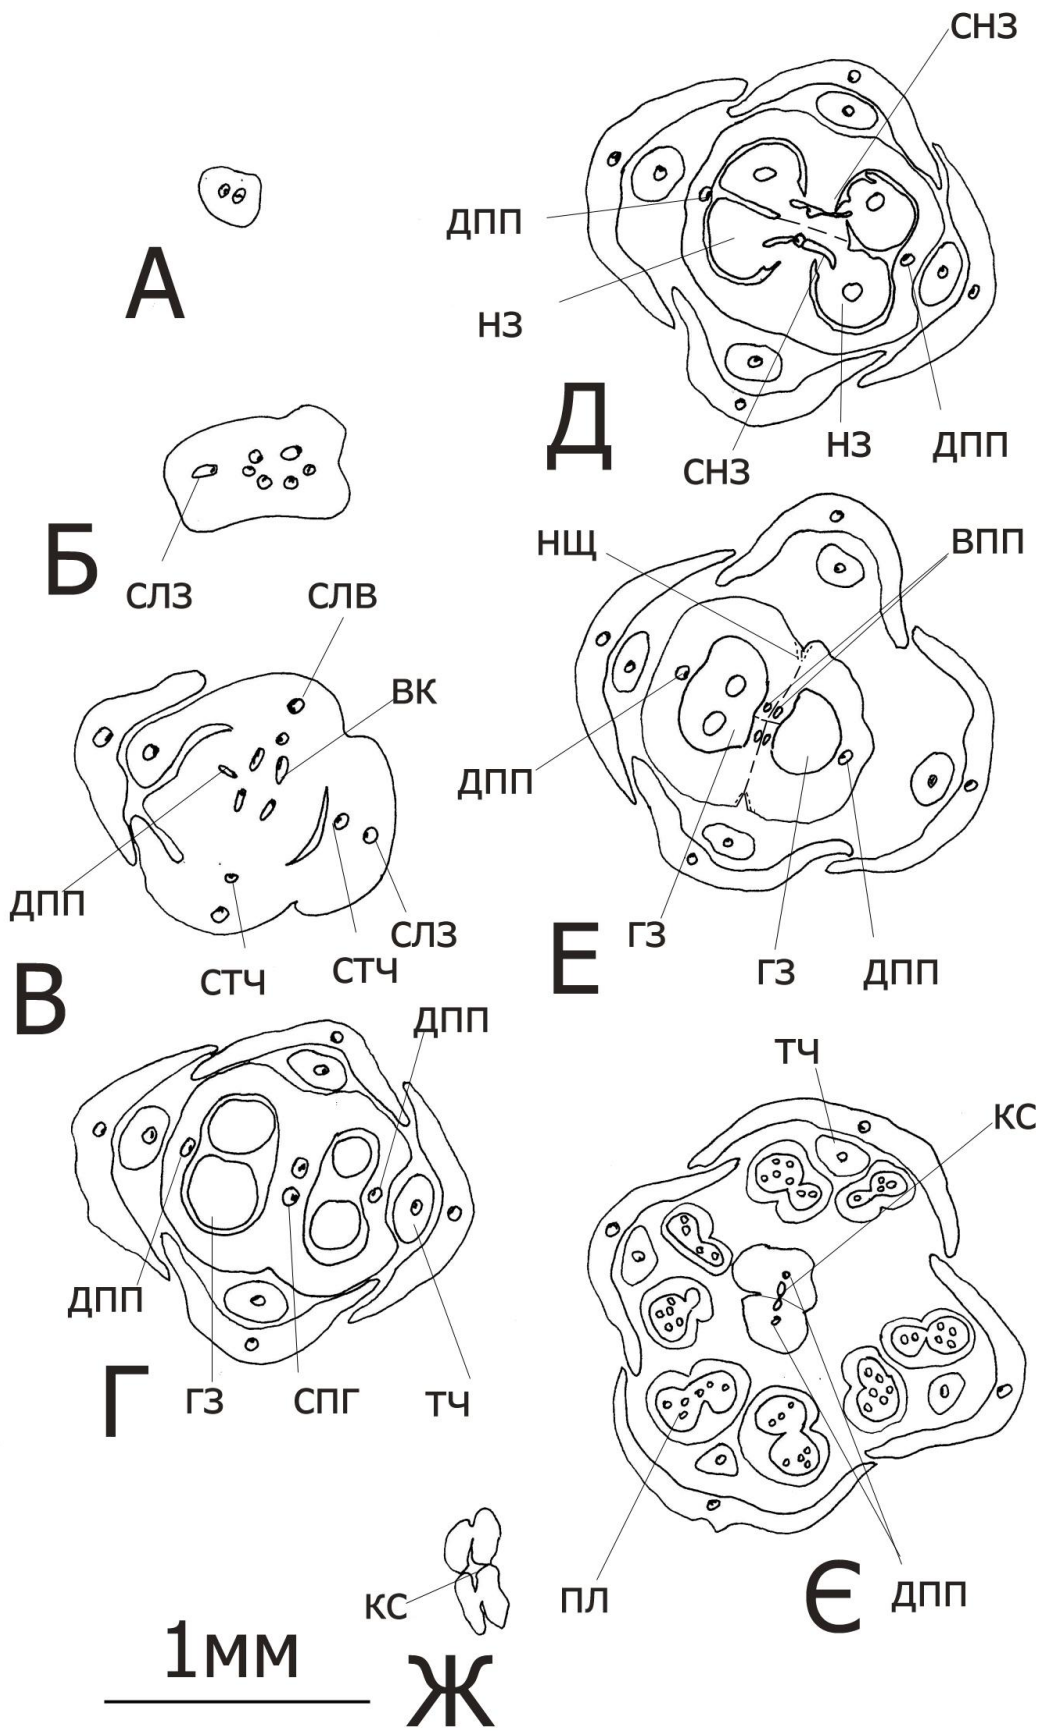 А
СЛЗ
Б
СЛВ
ВК
ДПП
СТЧ
СТЧ
СЛЗ
В
ДПП
ДПП
ГЗ
СПГ
ТЧ
Г
СНЗ
ДПП
НЗ
СНЗ
НЗ
ДПП
Д
НЩ
ВПП
ДПП
ГЗ
ГЗ
ДПП
Е
ТЧ
КС
ПЛ
ДПП
Є
КС
Ж
1мм